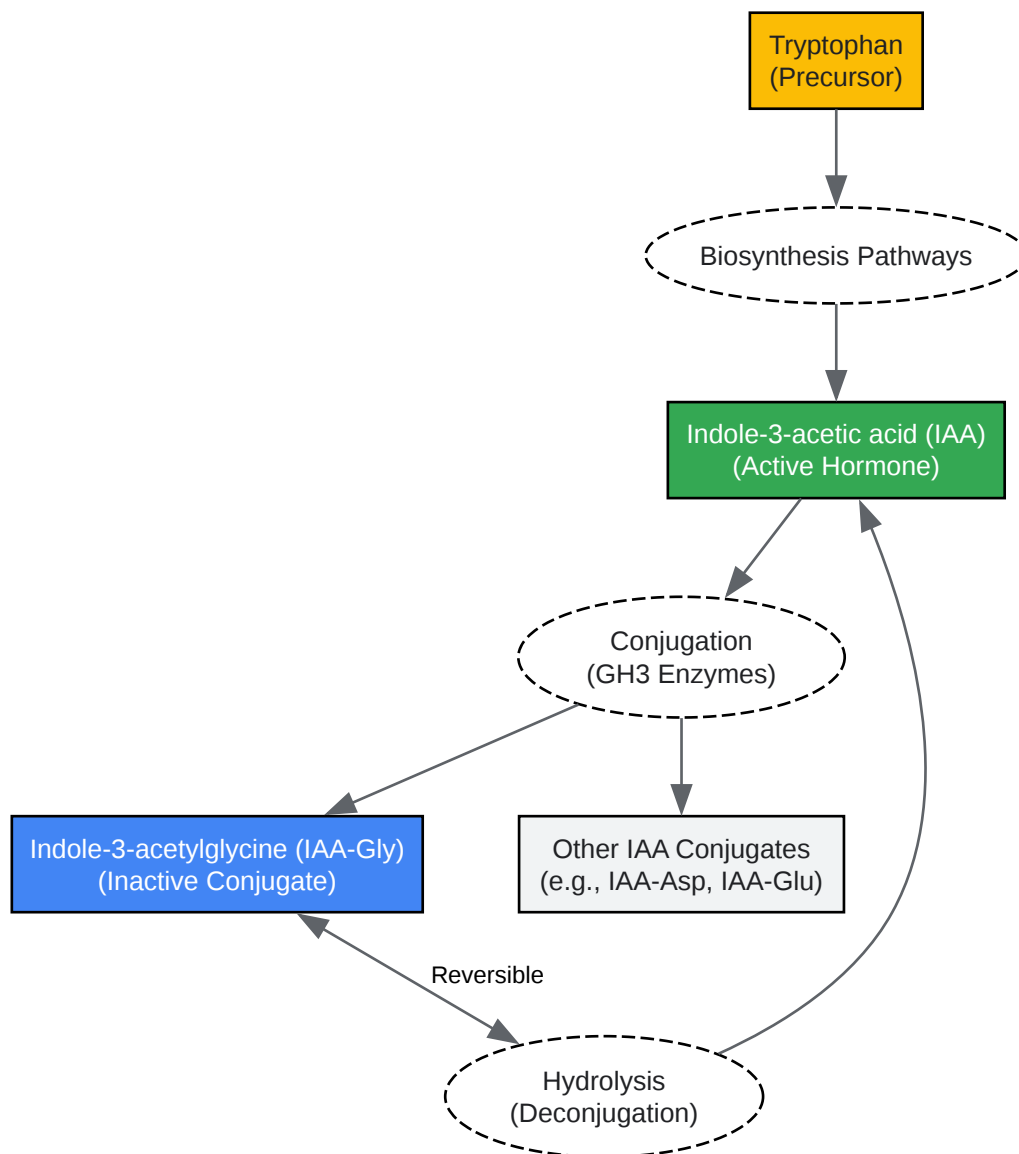 Tryptophan
(Precursor)
Biosynthesis Pathways
Indole-3-acetic acid (IAA)
(Active Hormone)
Conjugation
(GH3 Enzymes)
Indole-3-acetylglycine (IAA-Gly)
(Inactive Conjugate)
Other IAA Conjugates
(e.g., IAA-Asp, IAA-Glu)
Reversible
Hydrolysis
(Deconjugation)